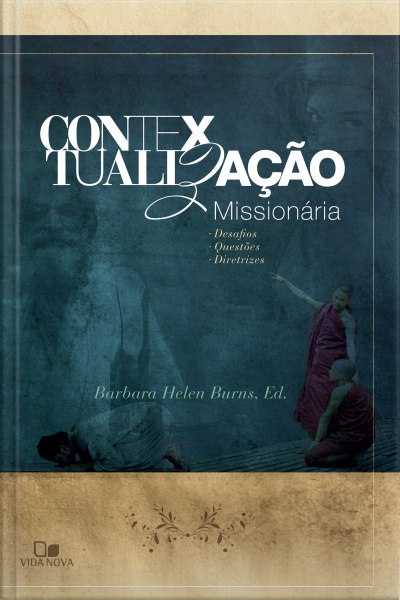 CONTEX
TUALIZAÇÃO
Missionária
· Desafios
· Questões
· Diretrizes
Barbara Helen Burns, Ed.
VIDA NOVA